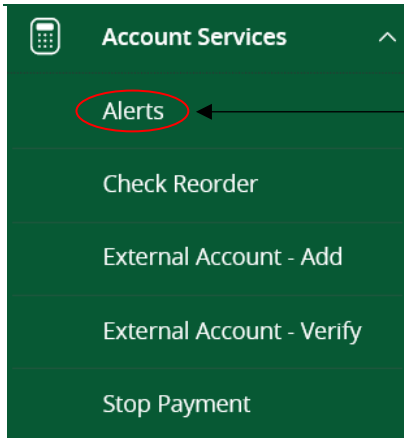 Account Services
Alerts
Check Reorder
External Account - Add
External Account - Verify
Stop Payment